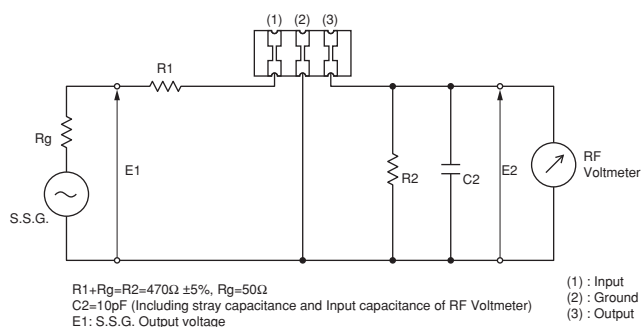 (1) (2) (3)
R1
Rg
E1
R2
C2
E2
RF
Voltmeter
S.S.G.
R1+Rg=R2=470Ω ±5%, Rg=50Ω
C2=10pF (Including stray capacitance and Input capacitance of RF Voltmeter)
E1: S.S.G. Output voltage
(1) : Input
(2) : Ground
(3) : Output